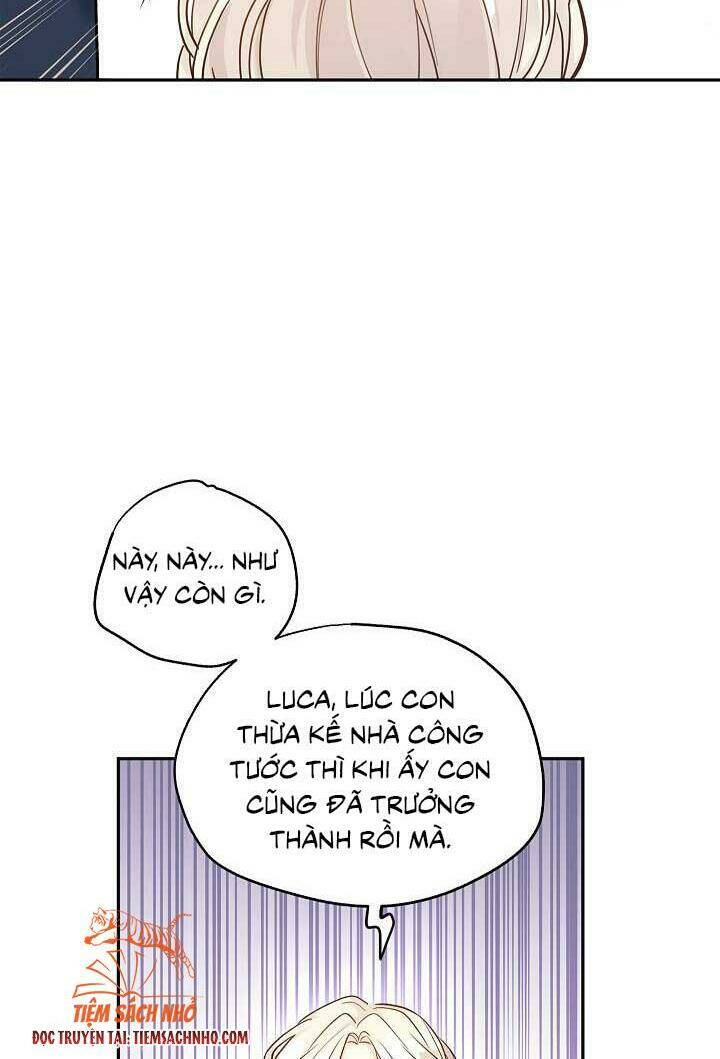 NÀY, NÀY... NHƯ
VẬY CÒN GÌ.
LUCA, LÚC CON
THỪA KẾ NHÀ CÔNG
TƯỚC THÌ KHI ẤY CON
CŨNG ĐÃ TRƯỞNG
THÀNH RỒI MÀ.
TIỆM SÁCH NHỎ
ĐỌC TRUYỆN TẠI: TIEMSACHNHO.COM